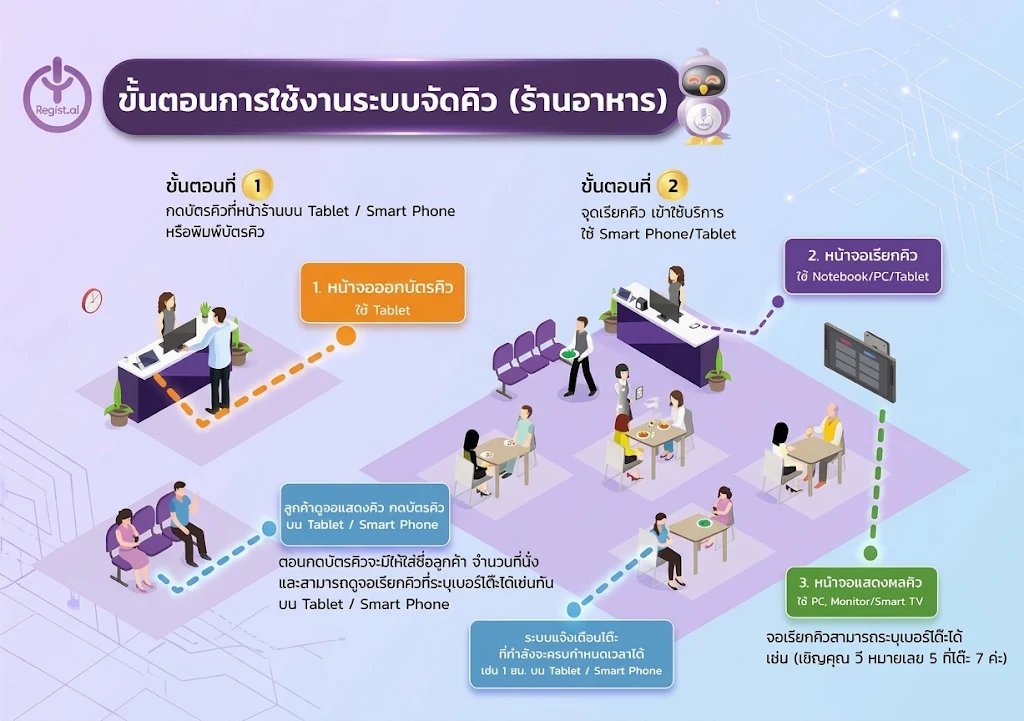 Regist.ai
ขั้นตอนการใช้งานระบบจัดคิว (ร้านอาหาร)
ขั้นตอนที่ 1
กดบัตรคิวที่หน้าร้านบน Tablet / Smart Phone
หรือพิมพ์บัตรคิว
1. หน้าจอออกบัตรคิว
ใช้ Tablet
ขั้นตอนที่ 2
จุดเรียกคิว เข้าใช้บริการ
ใช้ Smart Phone/Tablet
2. หน้าจอเรียกคิว
ใช้ Notebook/PC/Tablet
ลูกค้าดูจอแสดงคิว กดบัตรคิว
บน Tablet / Smart Phone
ตอนกดบัตรคิวจะมีให้ใส่ชื่อลูกค้า จำนวนที่นั่ง
และสามารถดูจอเรียกคิวที่ระบุเบอร์โต๊ะได้เช่นกัน
บน Tablet / Smart Phone
ระบบแจ้งเตือนโต๊ะ
ที่กำลังจะครบกำหนดเวลาได้
เช่น 1 ชม. บน Tablet / Smart Phone
3. หน้าจอแสดงผลคิว
ใช้ PC, Monitor/Smart TV
จอเรียกคิวสามารถระบุเบอร์โต๊ะได้
เช่น (เชิญคุณ วี หมายเลข 5 ที่โต๊ะ 7 ค่ะ)